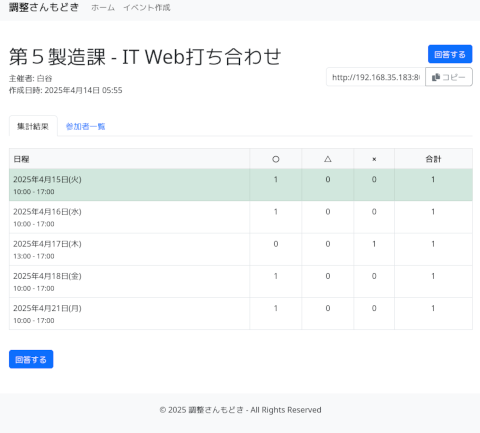 調整さんもどき ホーム イベント作成
第５製造課 - IT Web打ち合わせ
回答する
主催者: 白谷
http://192.168.35.183:8 コピー
作成日時: 2025年4月14日 05:55
集計結果 参加者一覧
日程 〇 △ × 合計
2025年4月15日(火) 1 0 0 1
10:00 - 17:00
2025年4月16日(水) 1 0 0 1
10:00 - 17:00
2025年4月17日(木) 0 0 1 1
13:00 - 17:00
2025年4月18日(金) 1 0 0 1
10:00 - 17:00
2025年4月21日(月) 1 0 0 1
10:00 - 17:00
回答する
© 2025 調整さんもどき - All Rights Reserved